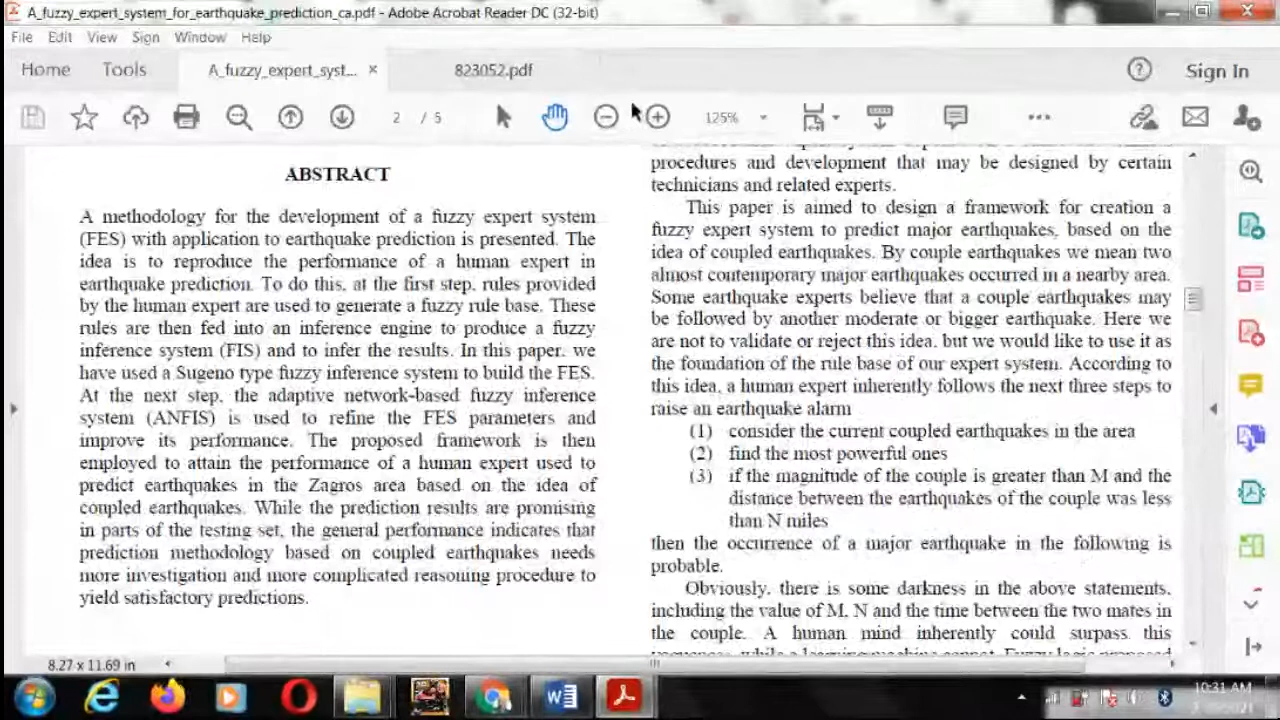 A_fuzzy_expert_system_for_earthquake_prediction_ca.pdf - Adobe Acrobat Reader DC (32-bit)
File Edit View Sign Window Help
Home Tools A_fuzzy_expert_syst... × 823052.pdf Sign In
2 / 5 125%
ABSTRACT
A methodology for the development of a fuzzy expert system
(FES) with application to earthquake prediction is presented. The
idea is to reproduce the performance of a human expert in
earthquake prediction. To do this, at the first step, rules provided
by the human expert are used to generate a fuzzy rule base. These
rules are then fed into an inference engine to produce a fuzzy
inference system (FIS) and to infer the results. In this paper, we
have used a Sugeno type fuzzy inference system to build the FES.
At the next step, the adaptive network-based fuzzy inference
system (ANFIS) is used to refine the FES parameters and
improve its performance. The proposed framework is then
employed to attain the performance of a human expert used to
predict earthquakes in the Zagros area based on the idea of
coupled earthquakes. While the prediction results are promising
in parts of the testing set, the general performance indicates that
prediction methodology based on coupled earthquakes needs
more investigation and more complicated reasoning procedure to
yield satisfactory predictions.
procedures and development that may be designed by certain
technicians and related experts.
This paper is aimed to design a framework for creation a
fuzzy expert system to predict major earthquakes, based on the
idea of coupled earthquakes. By couple earthquakes we mean two
almost contemporary major earthquakes occurred in a nearby area.
Some earthquake experts believe that a couple earthquakes may
be followed by another moderate or bigger earthquake. Here we
are not to validate or reject this idea, but we would like to use it as
the foundation of the rule base of our expert system. According to
this idea, a human expert inherently follows the next three steps to
raise an earthquake alarm
(1) consider the current coupled earthquakes in the area
(2) find the most powerful ones
(3) if the magnitude of the couple is greater than M and the
distance between the earthquakes of the couple was less
than N miles
then the occurrence of a major earthquake in the following is
probable.
Obviously, there is some darkness in the above statements,
including the value of M, N and the time between the two mates in
the couple. A human mind inherently could surpass this
8.27 x 11.69 in
10:31 AM